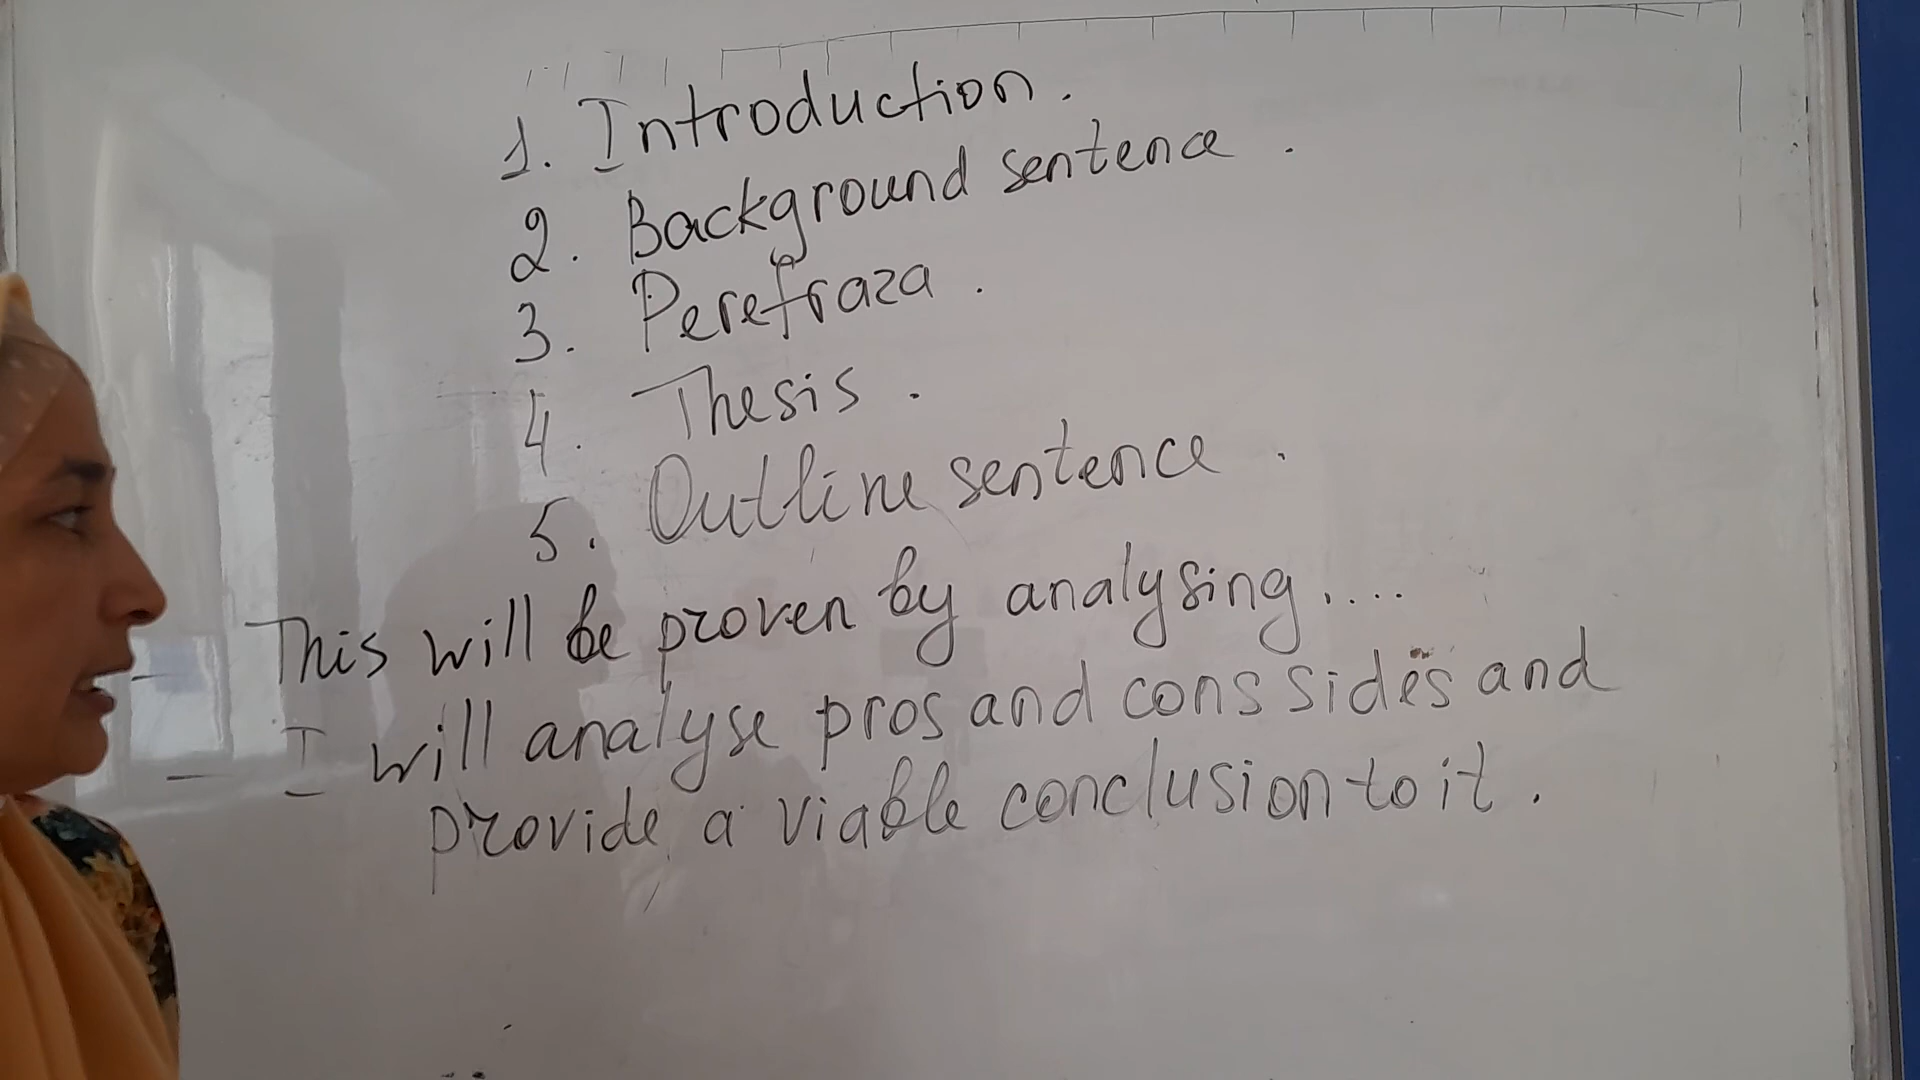 1. Introduction.
2. Background sentence.
3. Perefraza.
4. Thesis.
5. Outline sentence.
- This will be proven by analysing....
- I will analyse pros and cons sides and
provide a viable conclusion to it.